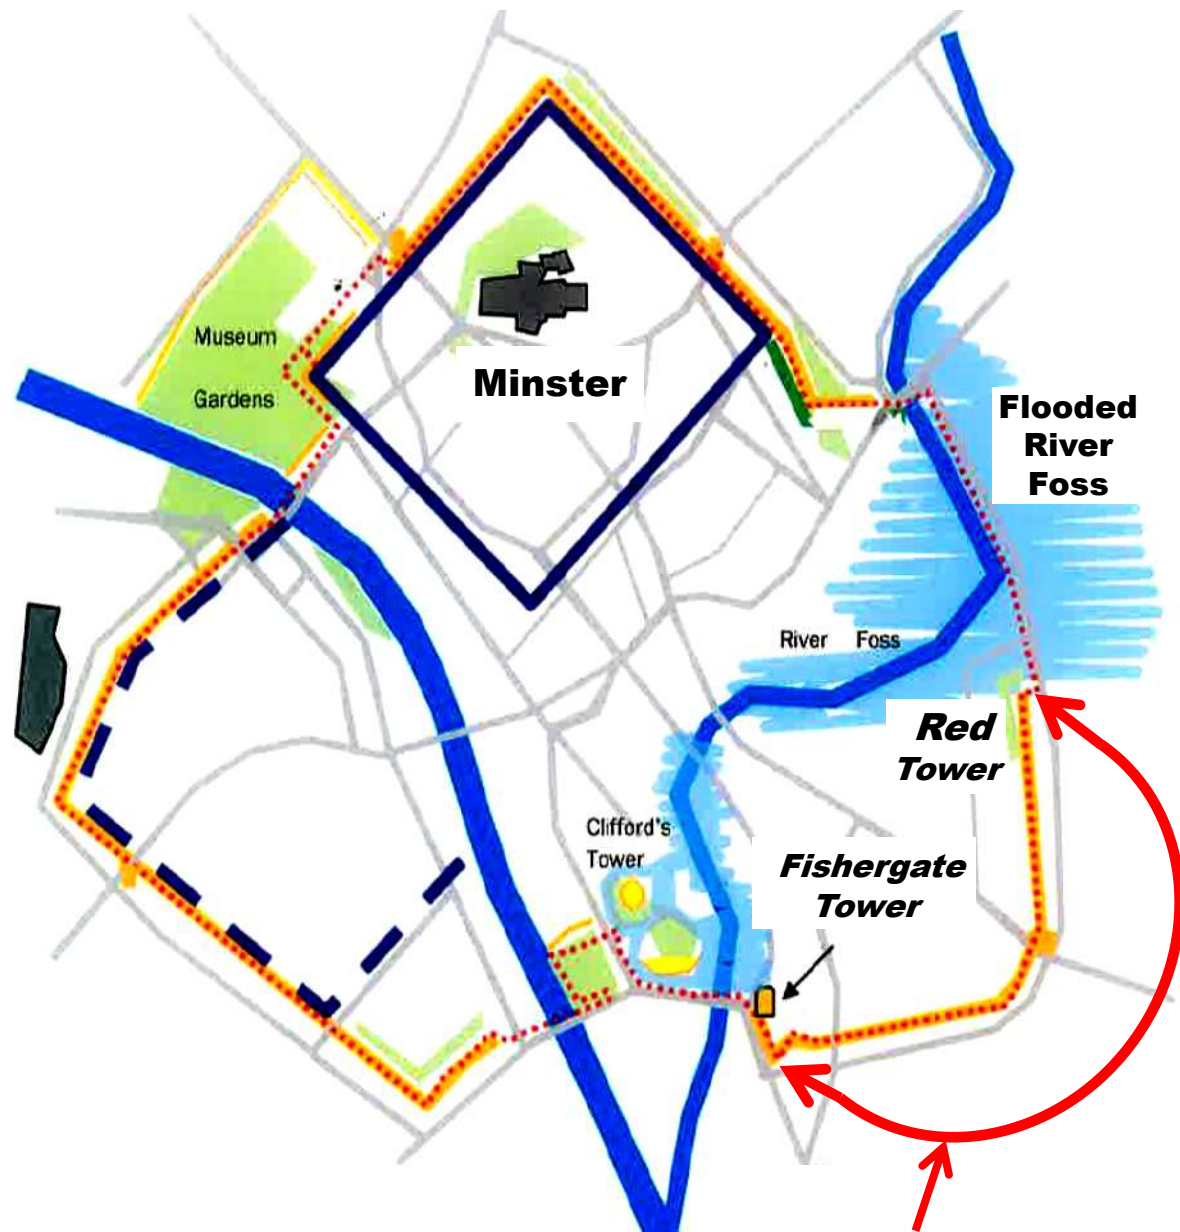 Museum
Gardens
Minster
Flooded
River
Foss
River Foss
Red
Tower
Clifford's
Tower
Fishergate
Tower